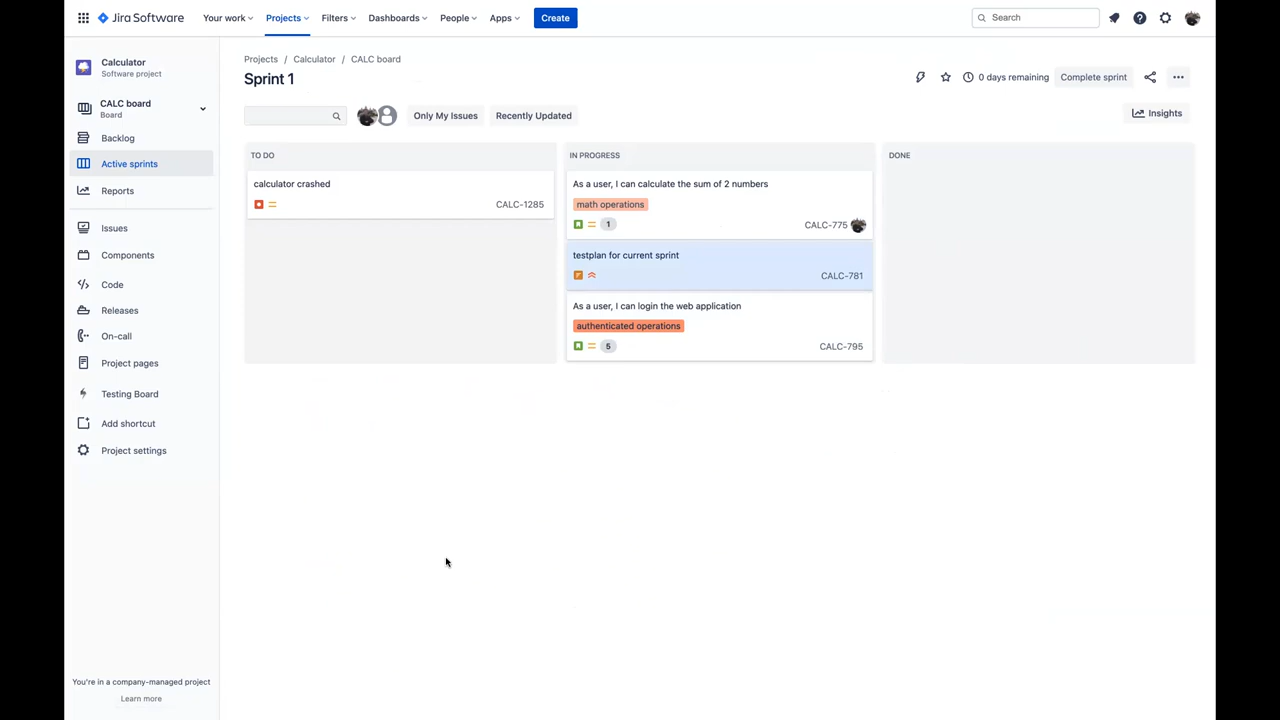 Jira Software
Your work
Projects
Filters
Dashboards
People
Apps
Create
Search
Calculator
Software project
CALC board
Board
Backlog
Active sprints
Reports
Issues
Components
Code
Releases
On-call
Project pages
Testing Board
Add shortcut
Project settings
You're in a company-managed project
Learn more
Projects / Calculator / CALC board
Sprint 1
0 days remaining
Complete sprint
Only My Issues
Recently Updated
Insights
TO DO
calculator crashed
CALC-1285
IN PROGRESS
As a user, I can calculate the sum of 2 numbers
math operations
1
CALC-775
testplan for current sprint
CALC-781
As a user, I can login the web application
authenticated operations
5
CALC-795
DONE